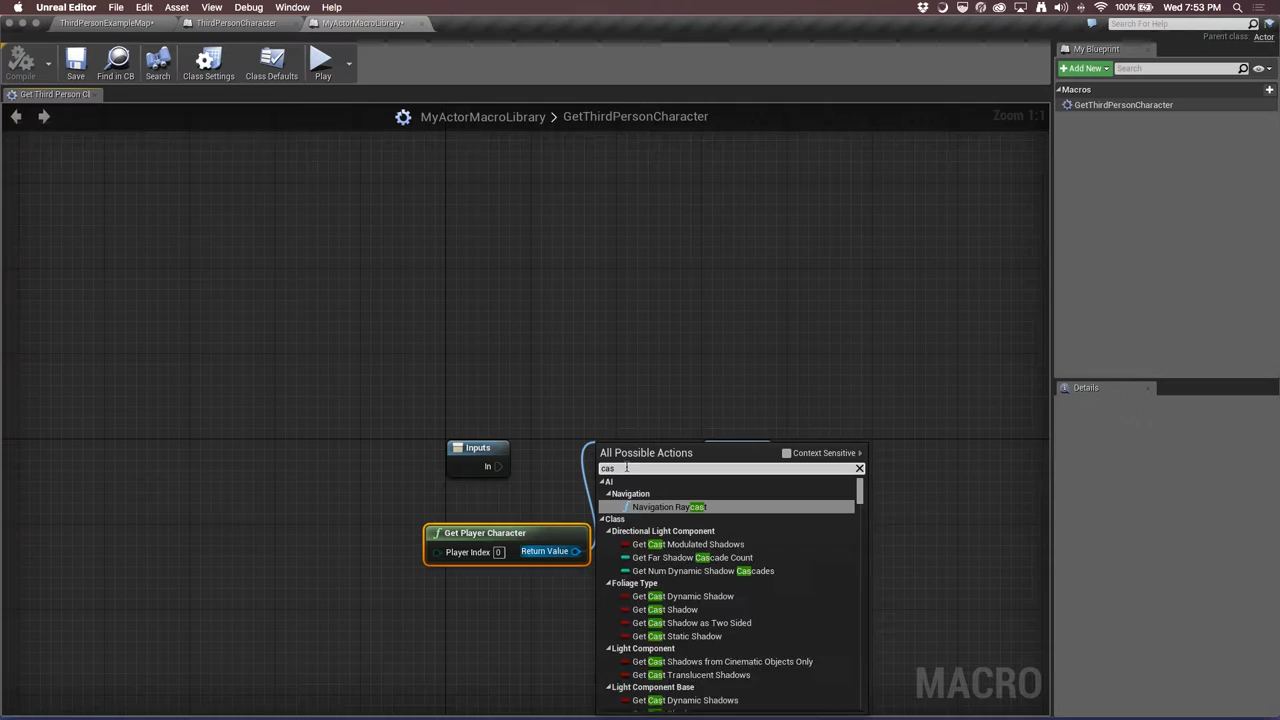 Unreal Editor File Edit Asset View Debug Window Help 100% Wed 7:53 PM
ThirdPersonExampleMap* ThirdPersonCharacter MyActorMacroLibrary* Search For Help
Parent class: Actor
Compile Save Find in CB Search Class Settings Class Defaults Play
My Blueprint
+Add New Search
Macros
GetThirdPersonCharacter
Get Third Person Cl
MyActorMacroLibrary > GetThirdPersonCharacter Zoom 1:1
Details
Inputs
In
Get Player Character
Player Index 0 Return Value
All Possible Actions Context Sensitive
cas
AI
Navigation
Navigation Raycast
Class
Directional Light Component
Get Cast Modulated Shadows
Get Far Shadow Cascade Count
Get Num Dynamic Shadow Cascades
Foliage Type
Get Cast Dynamic Shadow
Get Cast Shadow
Get Cast Shadow as Two Sided
Get Cast Static Shadow
Light Component
Get Cast Shadows from Cinematic Objects Only
Get Cast Translucent Shadows
Light Component Base
Get Cast Dynamic Shadows
MACRO